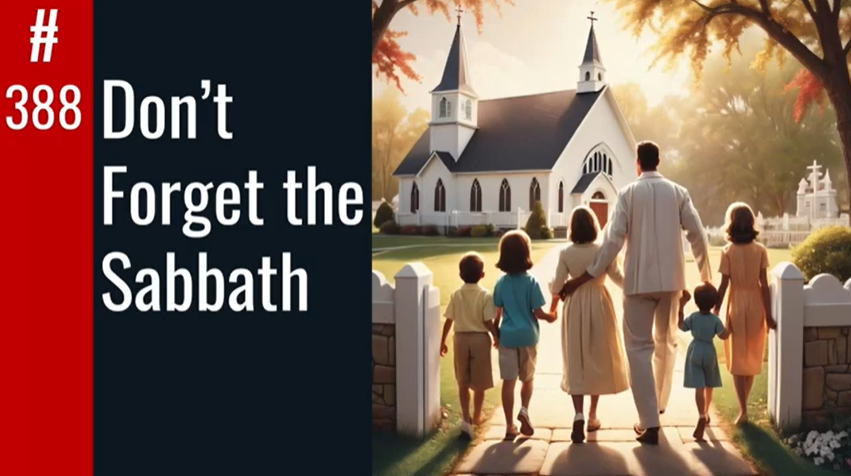 #
388
Don’t
Forget the
Sabbath